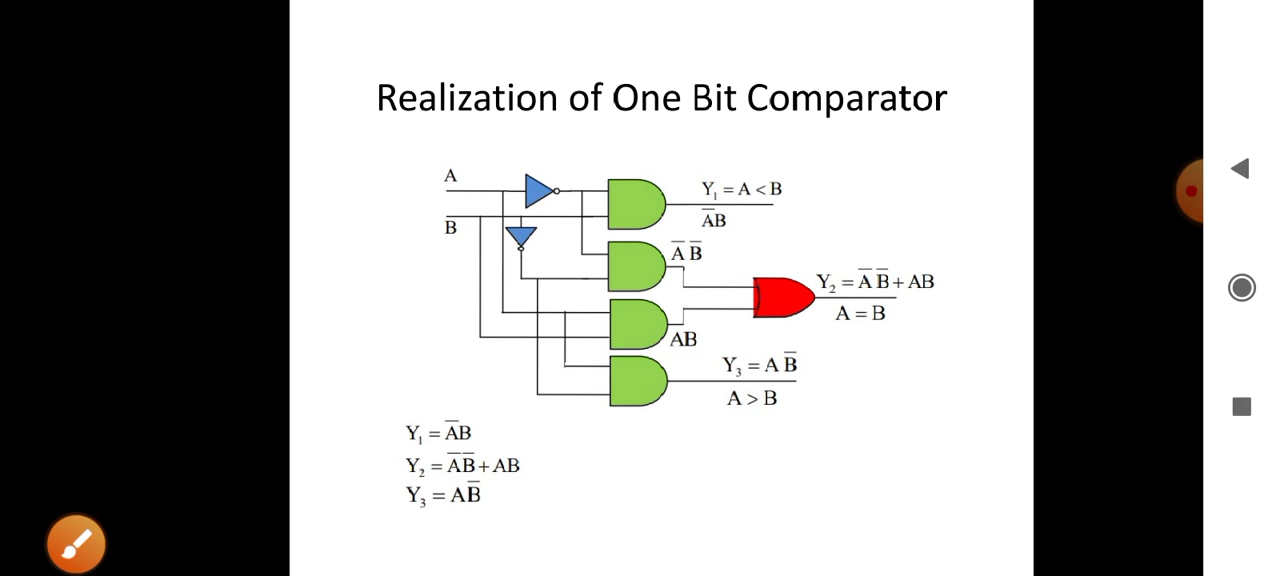 Realization of One Bit Comparator
A
B
Y₁ = A < B
A̅B
A̅ B̅
Y₂ = A̅ B̅ + AB
A = B
AB
Y₃ = A B̅
A > B
Y₁ = A̅B
Y₂ = A̅B̅ + AB
Y₃ = AB̅